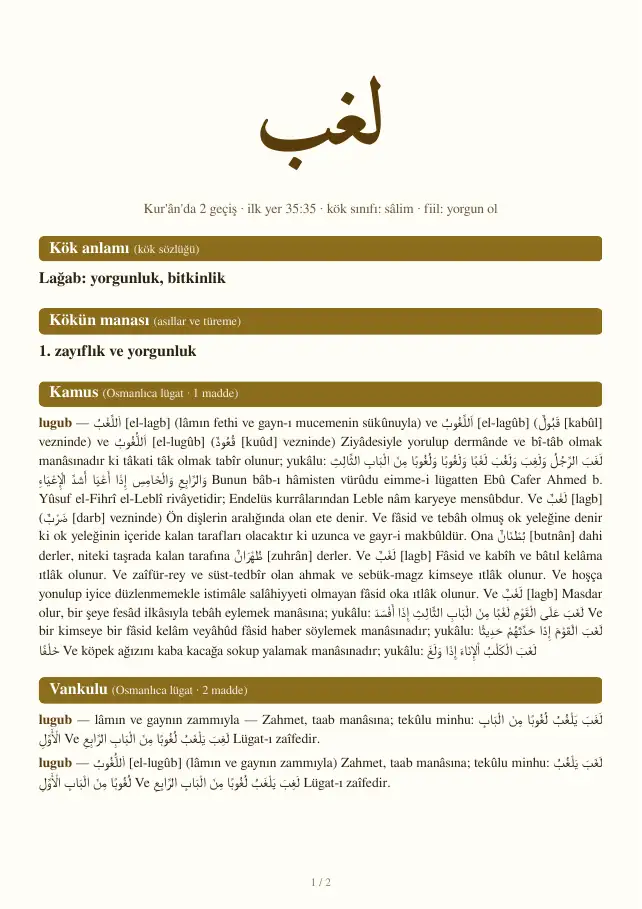 لغب
Kur'ân'da 2 geçiş · ilk yer 35:35 · kök sınıfı: sâlim · fiil: yorgun ol
Kök anlamı (kök sözlüğü)
Lağab: yorgunluk, bitkinlik
Kökün manası (asıllar ve türeme)
1. zayıflık ve yorgunluk
Kamus (Osmanlıca lügat · 1 madde)
lugub — اَللَّغَبُ [el-lagb] (lâmın fethi ve gayn-ı mucemenin sükûnuyla) ve اَللَّغُوبُ [el-lagûb] (قَبُولٌ [kabûl]
vezninde) ve اَللُّغُوبُ [el-lugûb] (قُعُودٌ [kuûd] vezninde) Ziyâdesiyle yorulup dermânde ve bî-tâb olmak
manâsınadır ki tâkati tâk olmak tabîr olunur; yukâlu: لَغَبَ الرَّجُلُ وَلَغِبَ وَلَغُبَ لَغْبًا وَلَغُوبًا وَلُغُوبًا مِنَ الْبَابِ الثَّالِثِ
وَالرَّابِعِ وَالْخَامِسِ إِذَا أَعْيَا أَشَدَّ الْإِعْيَاءِ Bunun bâb-ı hâmisten vürûdu eimme-i lügatten Ebû Cafer Ahmed b.
Yûsuf el-Fihrî el-Leblî rivâyetidir; Endelüs kurrâlarından Leble nâm karyeye mensûbdur. Ve لَغْبٌ [lagb]
(ضَرْبٌ [darb] vezninde) Ön dişlerin aralığında olan ete denir. Ve fâsid ve tebâh olmuş ok yeleğine denir
ki ok yeleğinin içeride kalan tarafları olacaktır ki uzunca ve gayr-i makbûldür. Ona بُطْنَانٌ [butnân] dahi
derler, niteki taşrada kalan tarafına ظُهْرَانٌ [zuhrân] derler. Ve لَغْبٌ [lagb] Fâsid ve kabîh ve bâtıl kelâma
ıtlâk olunur. Ve zaîfür-rey ve süst-tedbîr olan ahmak ve sebük-magz kimseye ıtlâk olunur. Ve hoşça
yonulup iyice düzlenmemekle istimâle salâhiyyeti olmayan fâsid oka ıtlâk olunur. Ve لَغْبٌ [lagb] Masdar
olur, bir şeye fesâd ilkâsıyla tebâh eylemek manâsına; yukâlu: لَغَبَ عَلَى الْقَوْمِ لَغْبًا مِنَ الْبَابِ الثَّالِثِ إِذَا أَفْسَدَ Ve
bir kimseye bir fâsid kelâm veyâhûd fâsid haber söylemek manâsınadır; yukâlu: لَغَبَ الْقَوْمَ إِذَا حَدَّثَهُمْ حَدِيثًا
خَلْفًا Ve köpek ağızını kaba kacağa sokup yalamak manâsınadır; yukâlu: لَغَبَ الْكَلْبُ اْلإِنَاءَ إِذَا وَلَغَ
Vankulu (Osmanlıca lügat · 2 madde)
lugub — lâmın ve gaynın zammıyla — Zahmet, taab manâsına; tekûlu minhu: لَغَبَ يَلْغُبُ لُغُوبًا مِنَ الْبَابِ
الْأَوَّلِ Ve لَغِبَ يَلْغَبُ لُغُوبًا مِنَ الْبَابِ الرَّابِعِ Lügat-ı zaîfedir.
lugub — اَللُّغُوبُ [el-lugûb] (lâmın ve gaynın zammıyla) Zahmet, taab manâsına; tekûlu minhu: لَغَبَ يَلْغُبُ
لُغُوبًا مِنَ الْبَابِ الْأَوَّلِ Ve لَغِبَ يَلْغَبُ لُغُوبًا مِنَ الْبَابِ الرَّابِعِ Lügat-ı zaîfedir.
1 / 2